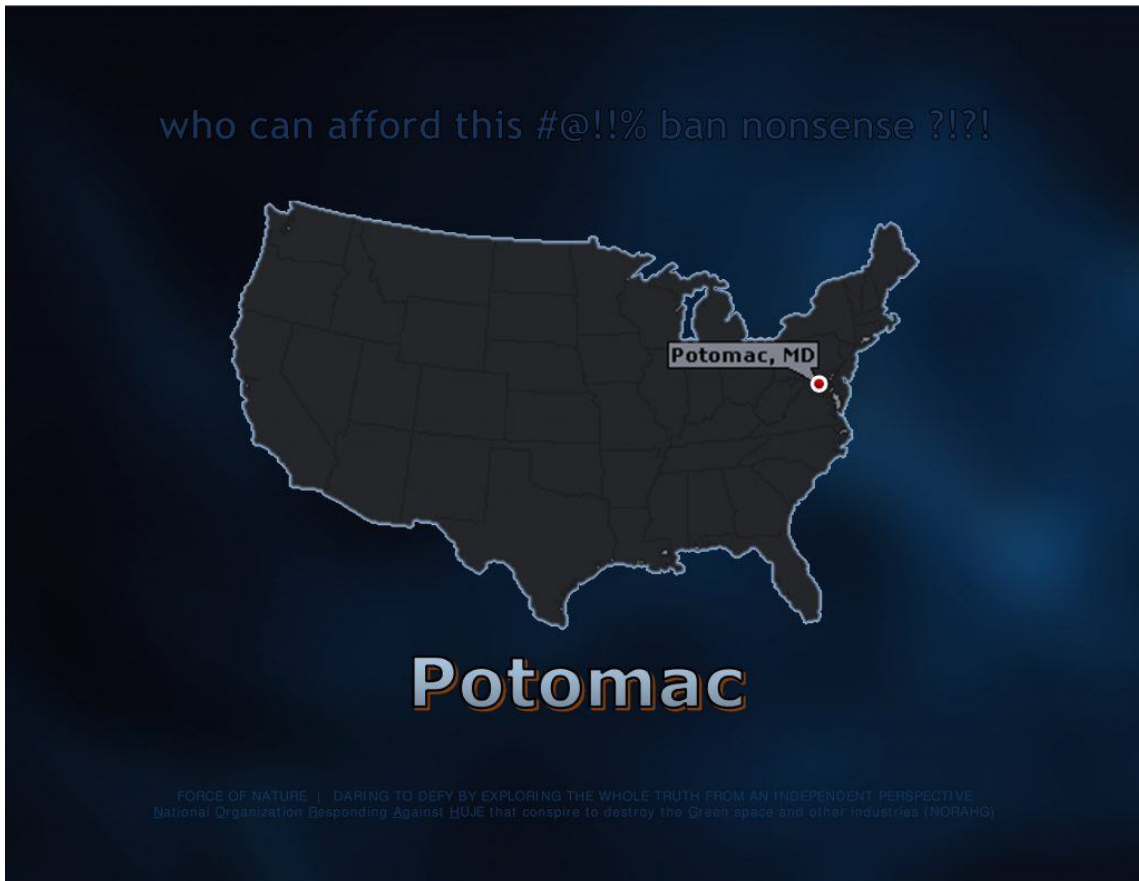 who can afford this #@!!% ban nonsense ?!?!
Potomac, MD
Potomac
FORCE OF NATURE | DARING TO DEFY BY EXPLORING THE WHOLE TRUTH FROM AN INDEPENDENT PERSPECTIVE
National Organization Responding Against HUJE that conspire to destroy the Green space and other industries (NORAHG)